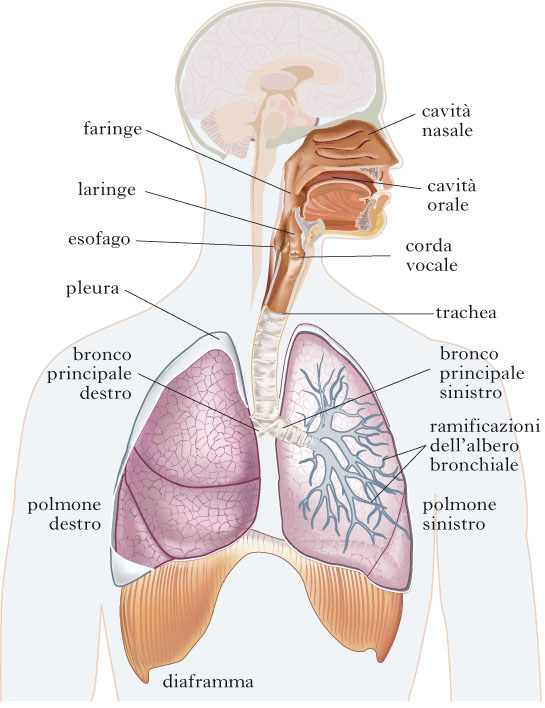 cavità
nasale
faringe
cavità
orale
laringe
esofago
corda
vocale
pleura
trachea
bronco
principale
destro
bronco
principale
sinistro
ramificazioni
dell'albero
bronchiale
polmone
destro
polmone
sinistro
diaframma